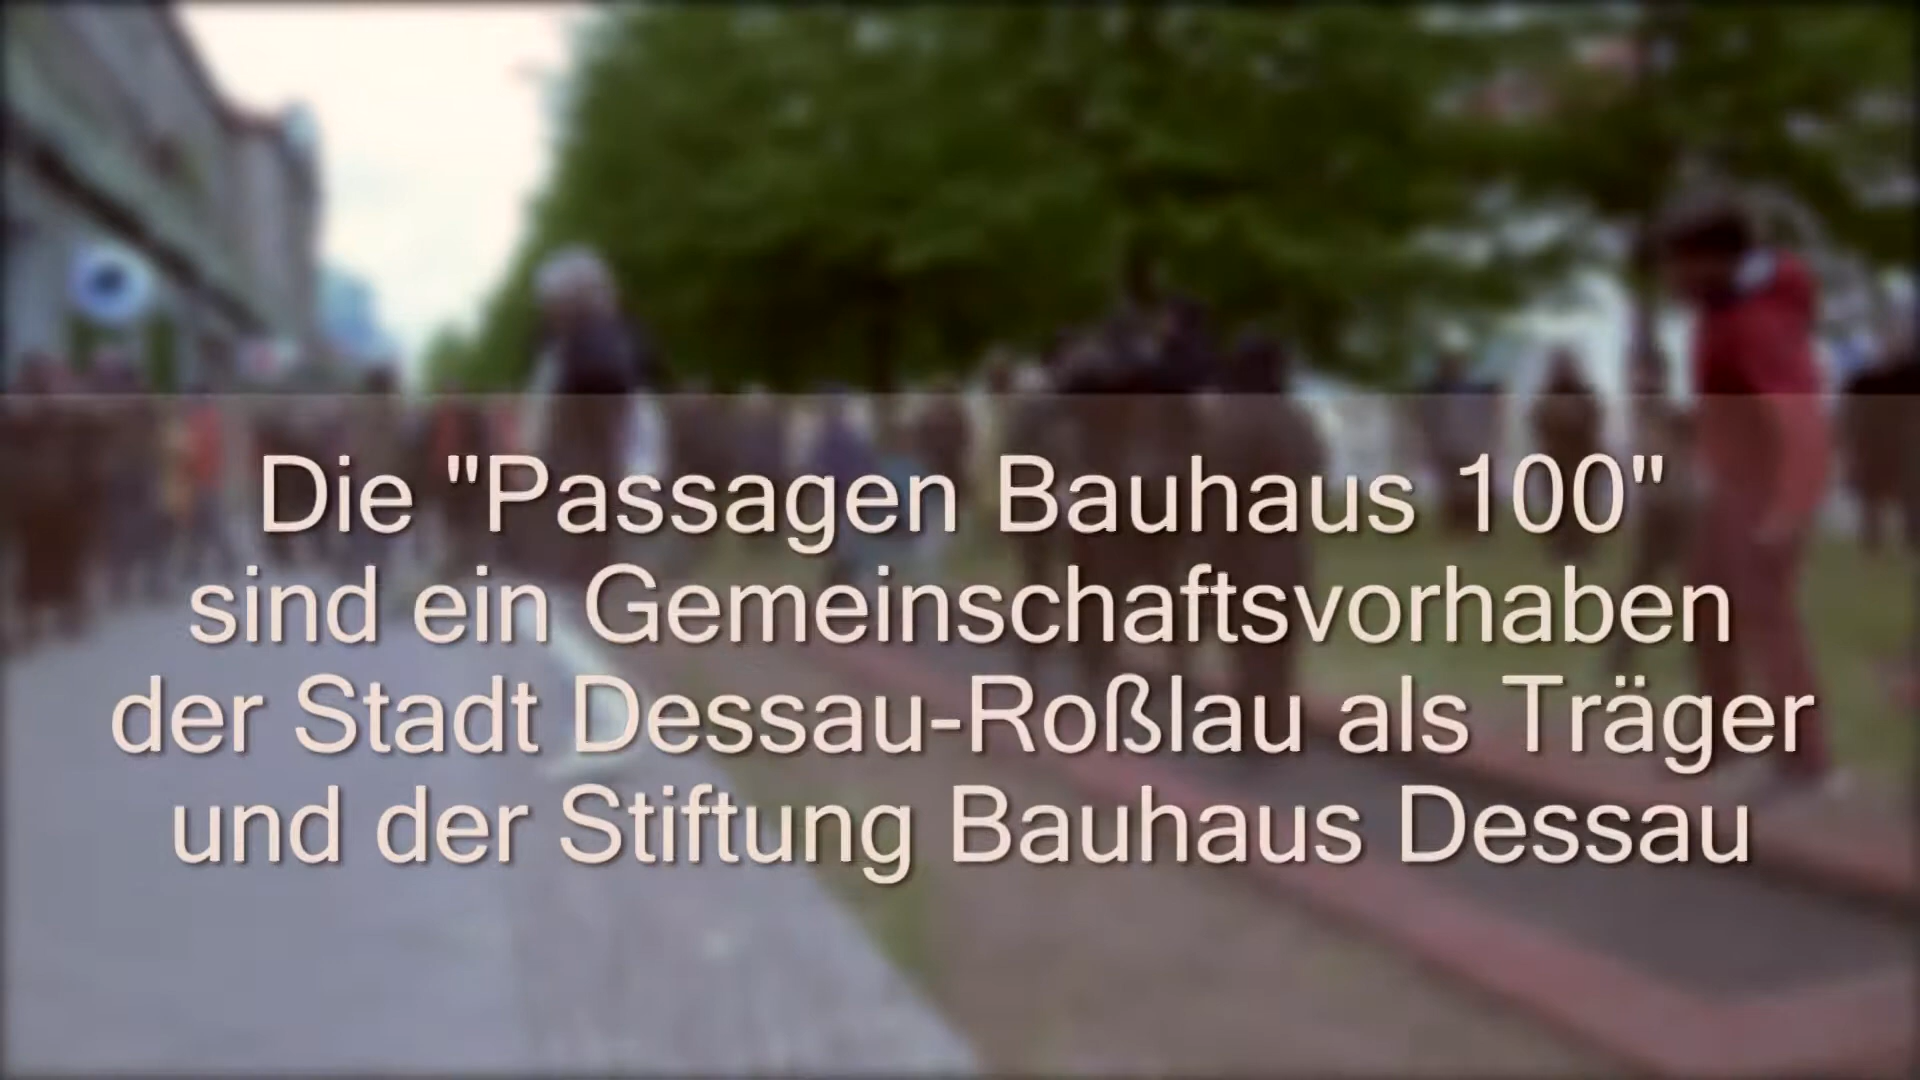 Die "Passagen Bauhaus 100"
sind ein Gemeinschaftsvorhaben
der Stadt Dessau-Roßlau als Träger
und der Stiftung Bauhaus Dessau